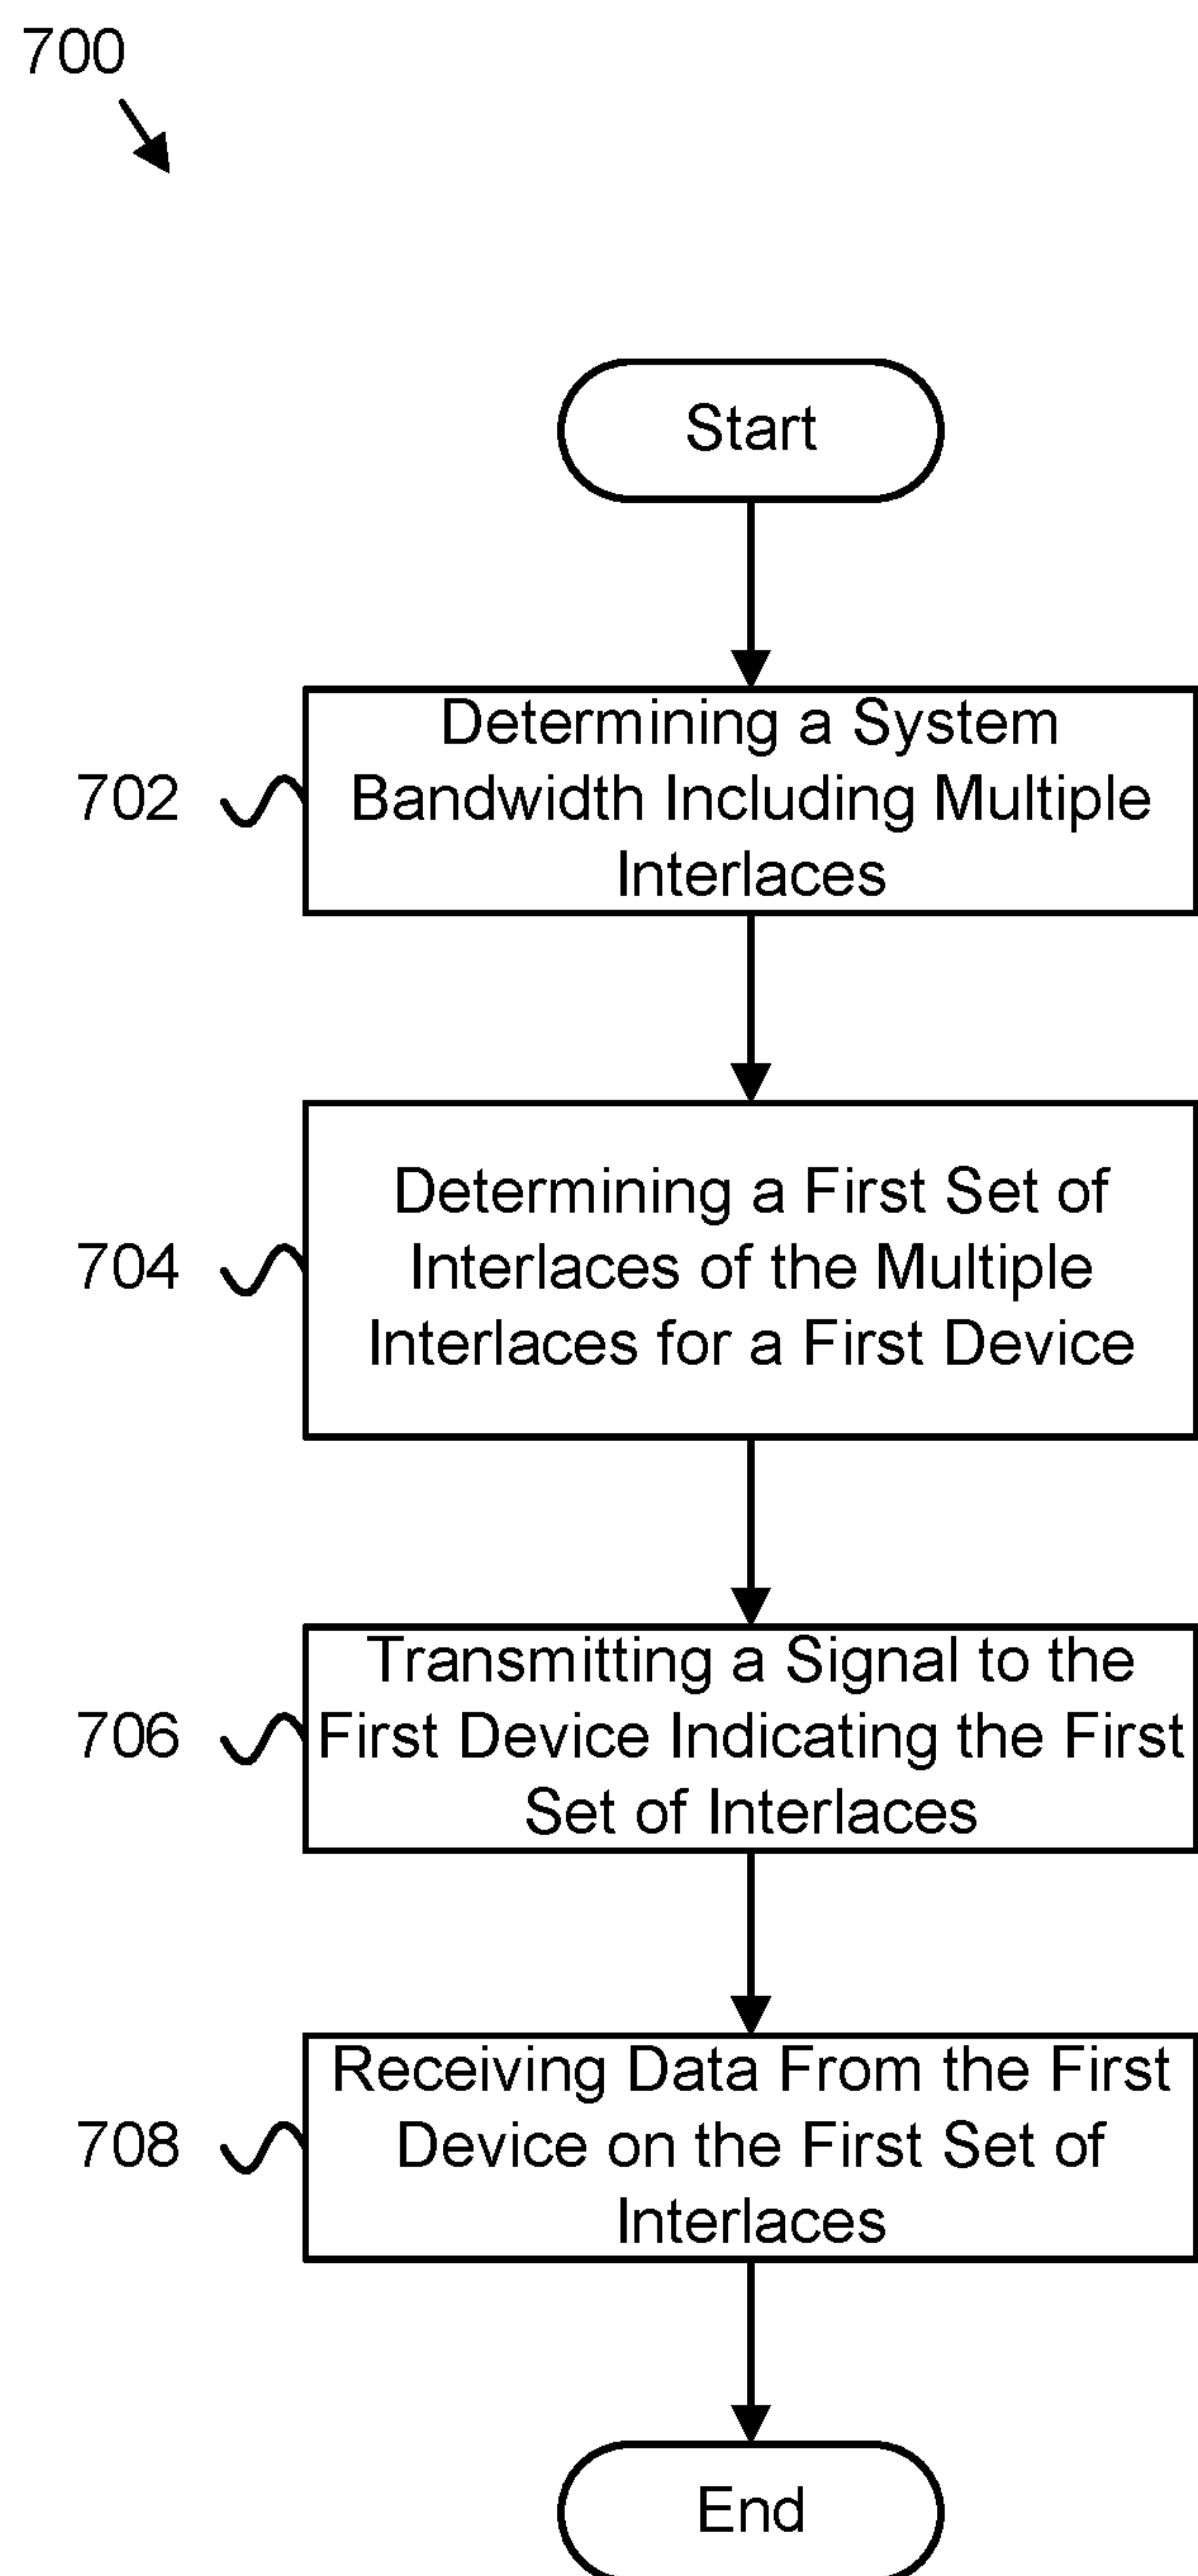 700
Start
702
Determining a System
Bandwidth Including Multiple
Interlaces
704
Determining a First Set of
Interlaces of the Multiple
Interlaces for a First Device
706
Transmitting a Signal to the
First Device Indicating the First
Set of Interlaces
708
Receiving Data From the First
Device on the First Set of
Interlaces
End